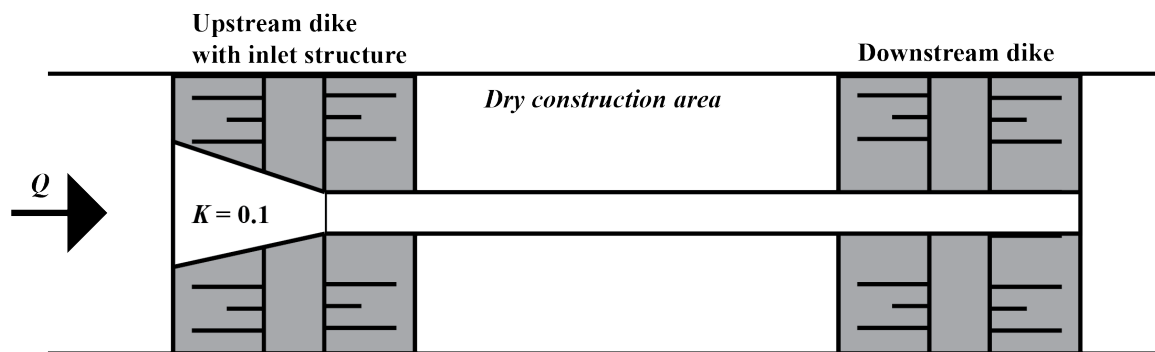 Upstream dike
with inlet structure
Downstream dike
Dry construction area
Q
K = 0.1